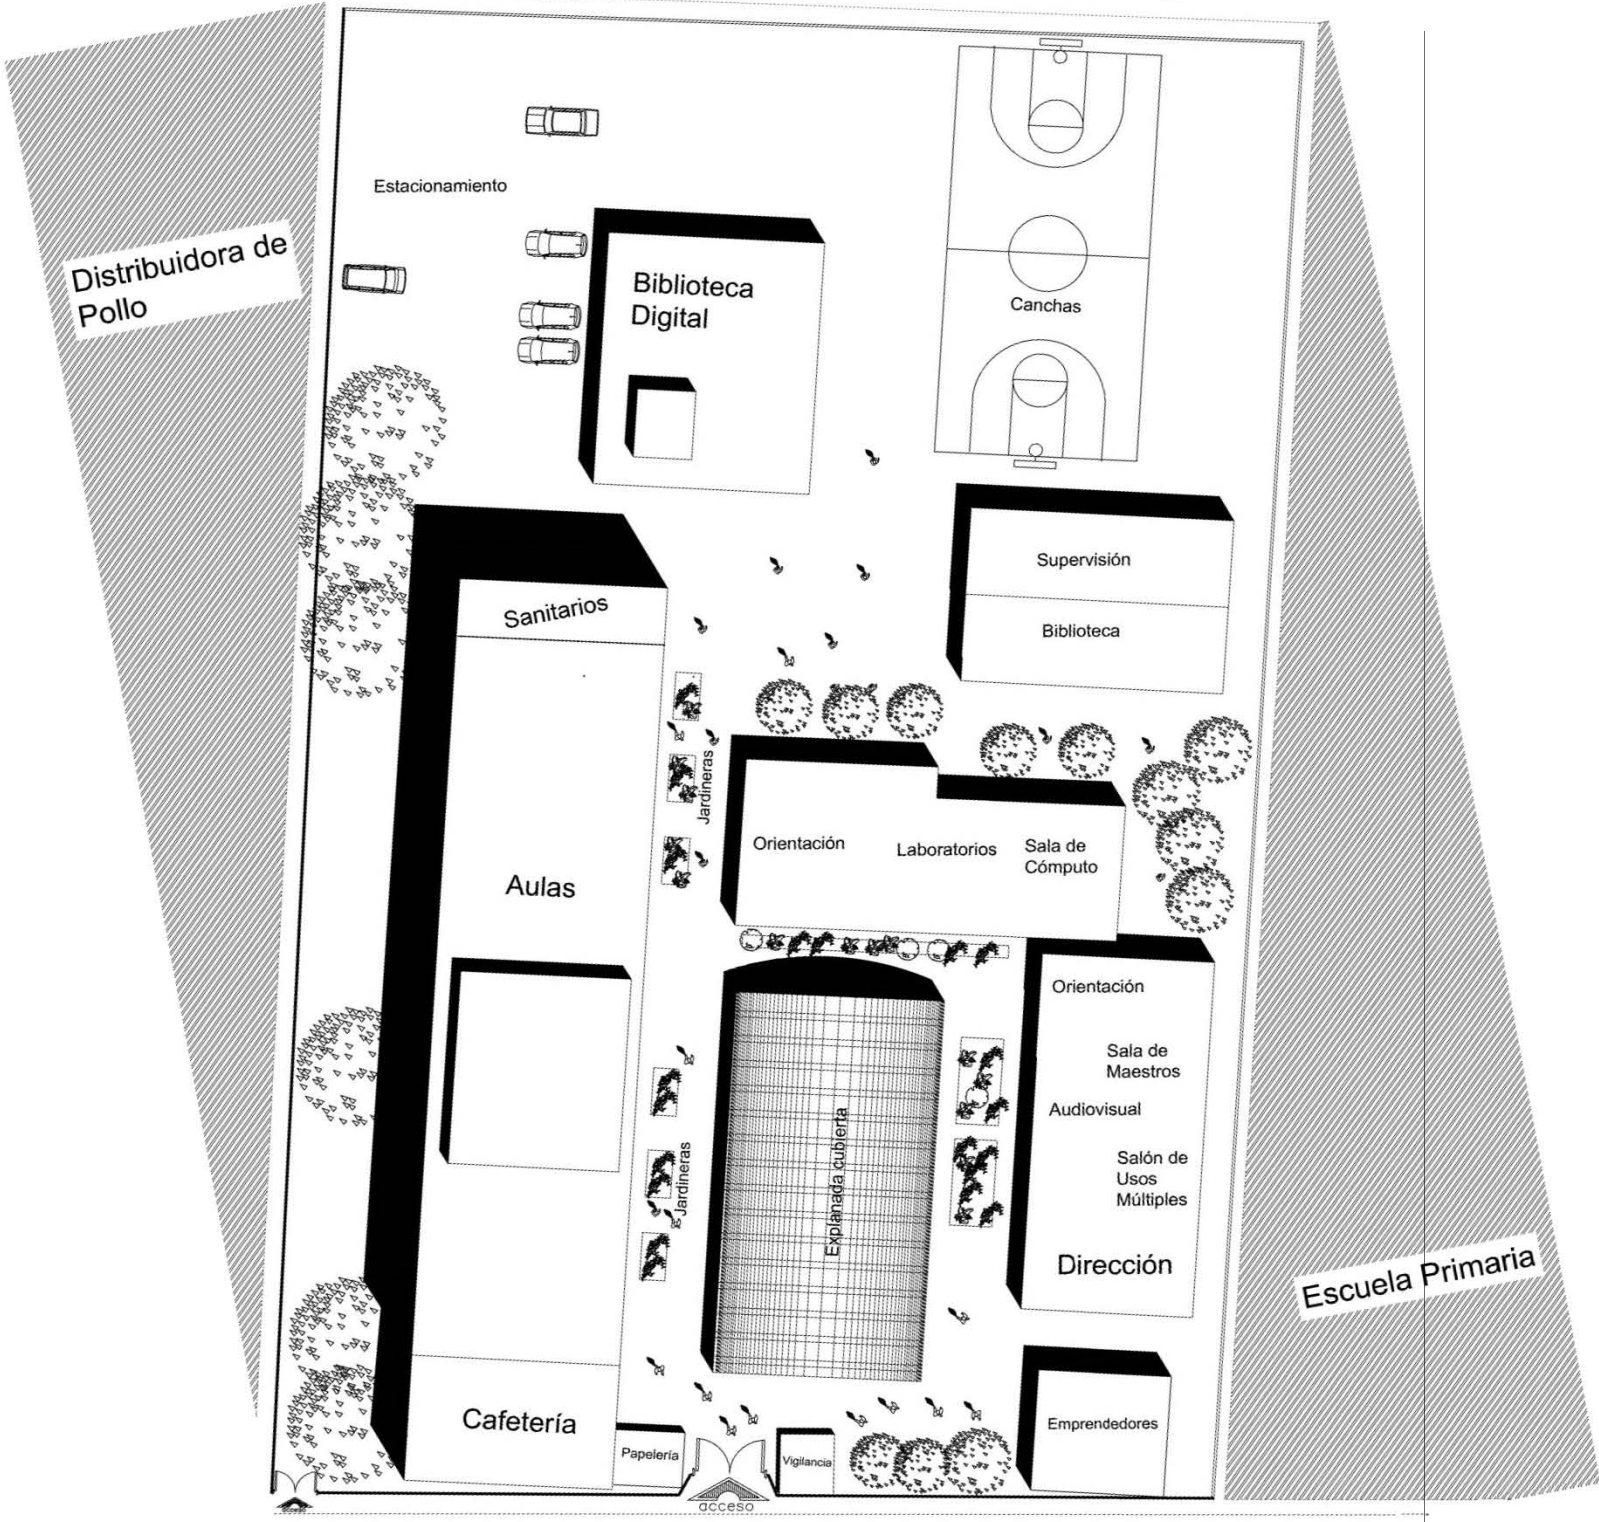 Estacionamiento
Distribuidora de
Pollo
Biblioteca
Digital
Canchas
Supervisión
Biblioteca
Sanitarios
Jardineras
Orientación
Laboratorios
Sala de
Cómputo
Aulas
Orientación
Sala de
Maestros
Audiovisual
Explanada cubierta
Jardineras
Salón de
Usos
Múltiples
Dirección
Escuela Primaria
Cafetería
Papelería
Vigilancia
Emprendedores
acceso
acceso